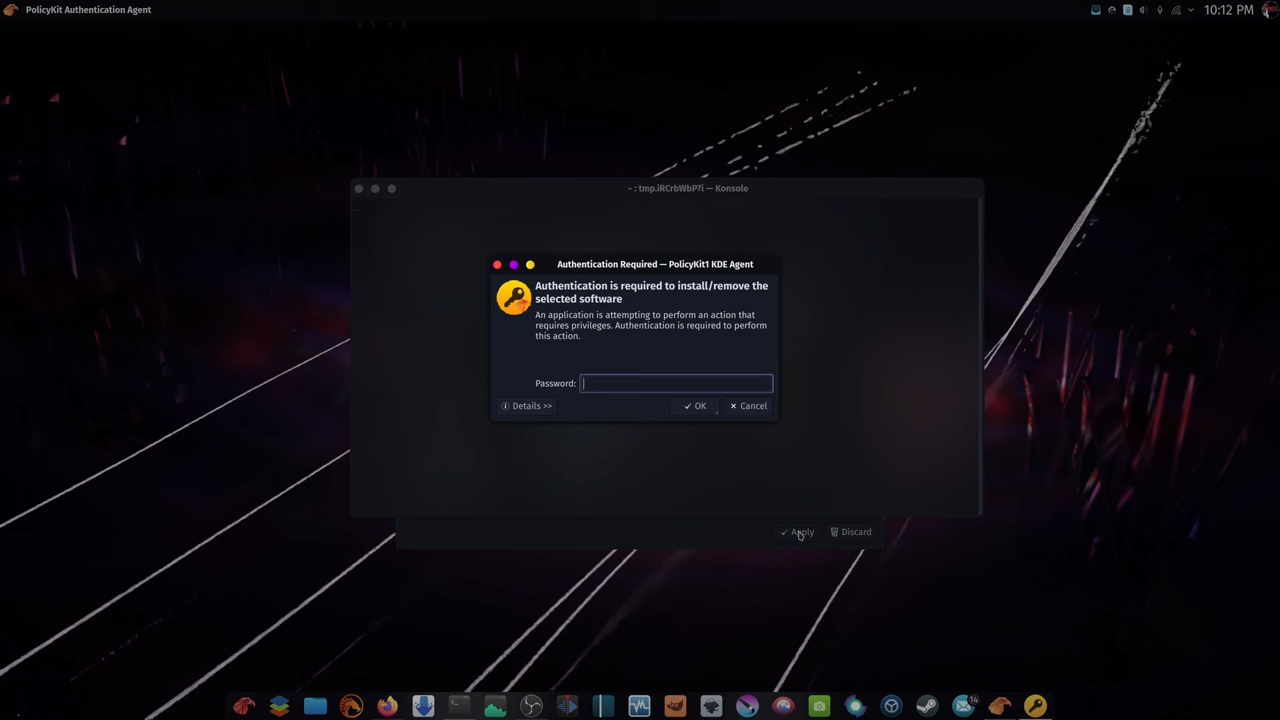 PolicyKit Authentication Agent
10:12 PM
~ : tmp.iRCrbWbP7i — Konsole
Authentication Required — PolicyKit1 KDE Agent
Authentication is required to install/remove the
selected software
An application is attempting to perform an action that
requires privileges. Authentication is required to perform
this action.
Password:
Details >>
OK
Cancel
Apply
Discard
14